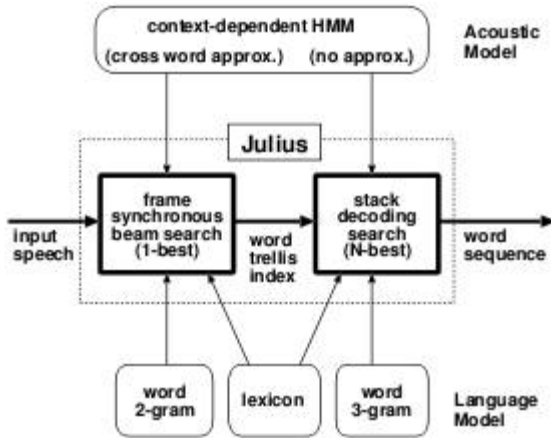 context-dependent HMM
(cross word approx.) (no approx.)
Acoustic
Model
Julius
frame
synchronous
beam search
(1-best)
stack
decoding
search
(N-best)
input
speech
word
trellis
index
word
sequence
word
2-gram
lexicon
word
3-gram
Language
Model